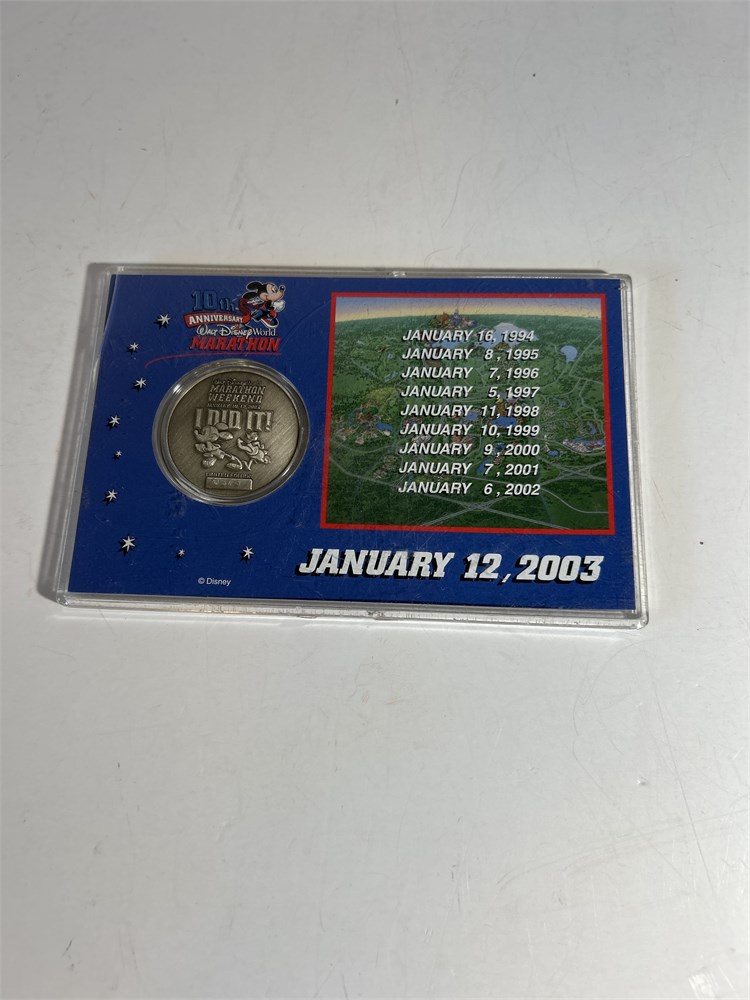 10th
ANNIVERSARY
Walt Disney World
MARATHON
MARATHON
WEEKEND
I DID IT!
JANUARY 16, 1994
JANUARY 8, 1995
JANUARY 7, 1996
JANUARY 5, 1997
JANUARY 11, 1998
JANUARY 10, 1999
JANUARY 9, 2000
JANUARY 7, 2001
JANUARY 6, 2002
JANUARY 12, 2003
© Disney